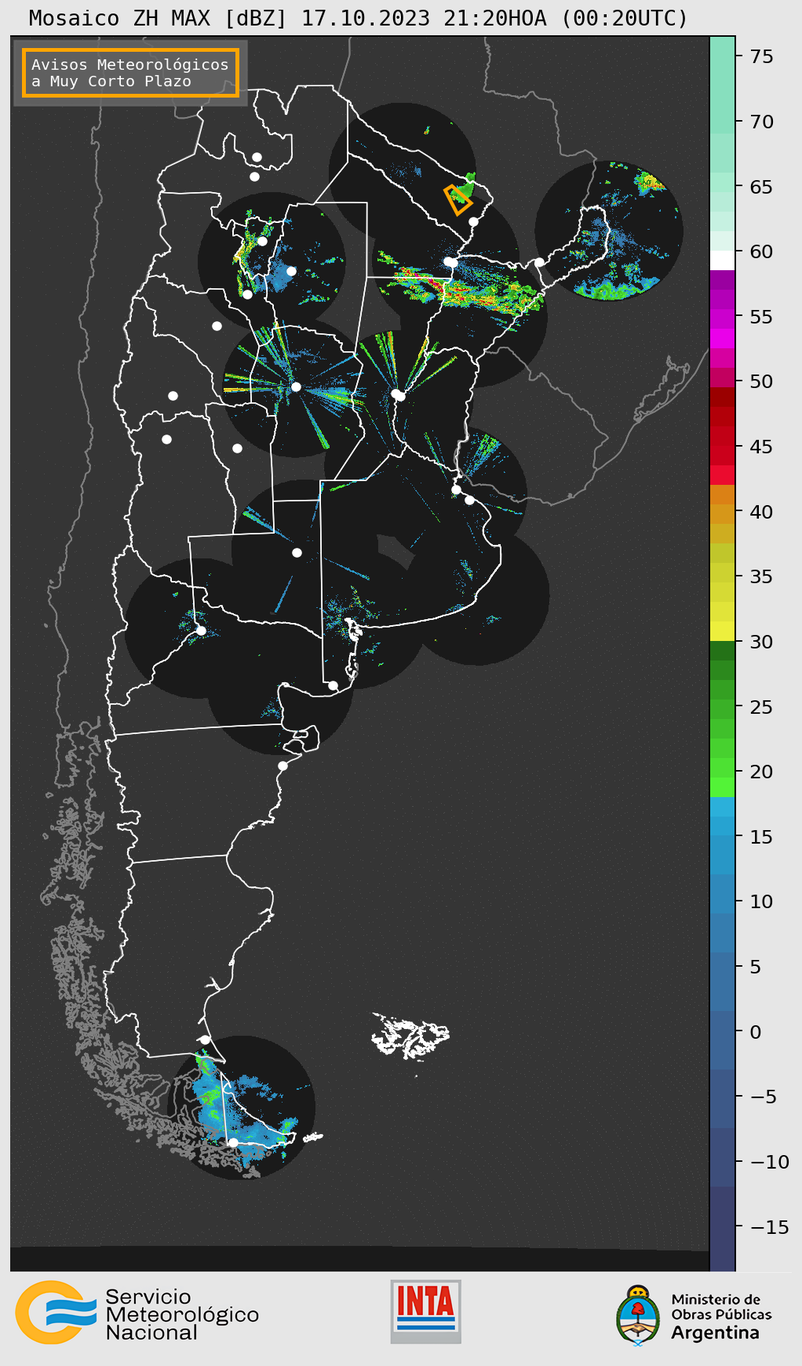 Mosaico ZH MAX [dBZ] 17.10.2023 21:20HOA (00:20UTC)
Avisos Meteorológicos
a Muy Corto Plazo
75
70
65
60
55
50
45
40
35
30
25
20
15
10
5
0
−5
−10
−15
Servicio
Meteorológico
Nacional
INTA
Ministerio de
Obras Públicas
Argentina